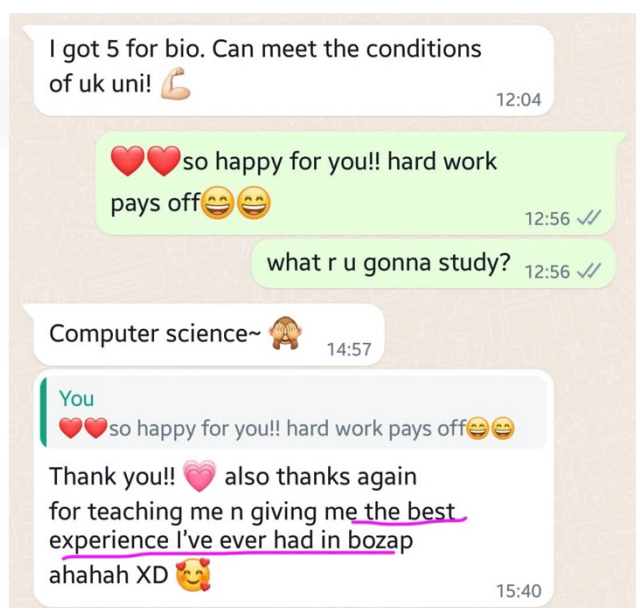 I got 5 for bio. Can meet the conditions
of uk uni! 💪🏻
12:04
❤️❤️so happy for you!! hard work
pays off😄😄
12:56
what r u gonna study? 12:56
Computer science~ 🙈
14:57
You
❤️❤️so happy for you!! hard work pays off😄😄
Thank you!! 💗 also thanks again
for teaching me n giving me the best
experience I've ever had in bozap
ahahah XD 🥰
15:40